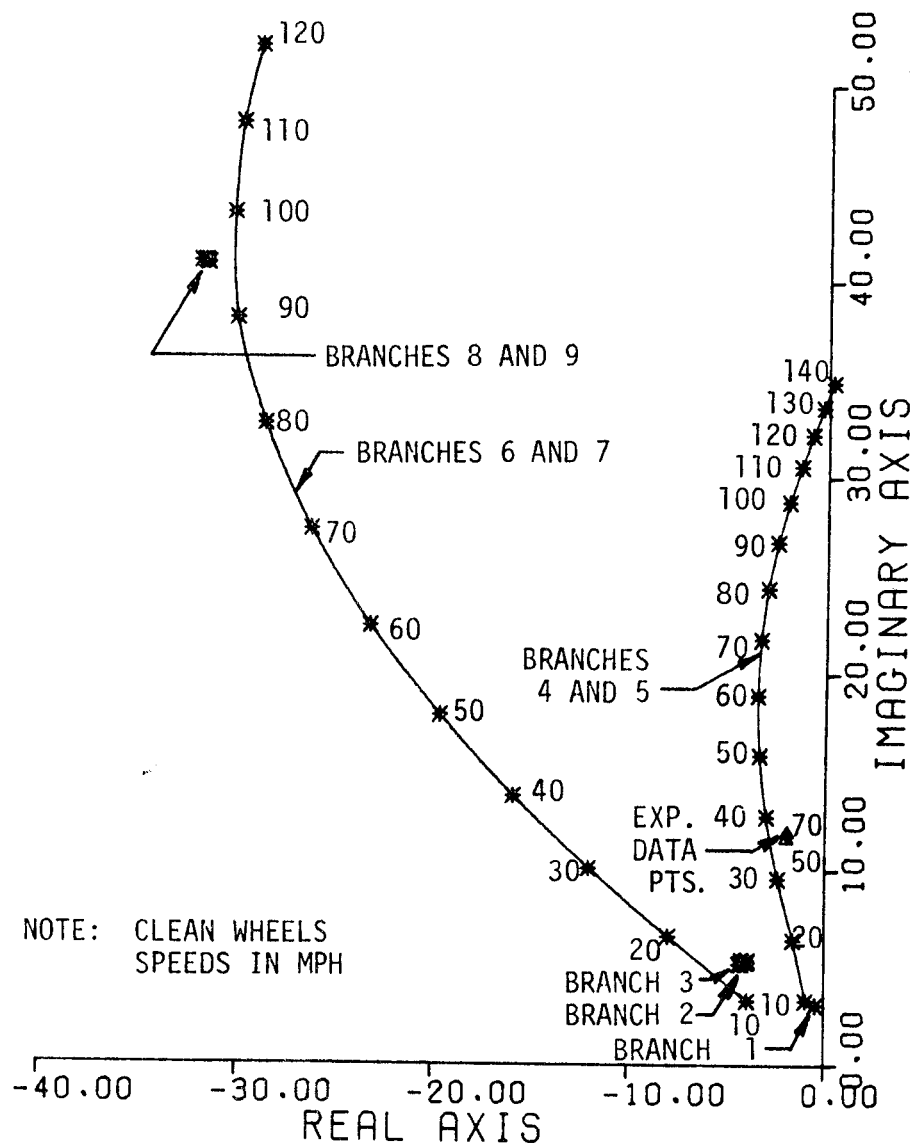 120
50.00
110
100
40.00
90
BRANCHES 8 AND 9
140
130
80
120
BRANCHES 6 AND 7
110
30.00
100
70
90
80
60
70
BRANCHES
4 AND 5
20.00
60
50
50
40
40
EXP.
DATA
PTS.
70
50
10.00
30
30
NOTE: CLEAN WHEELS
SPEEDS IN MPH
20
20
BRANCH 3
BRANCH 2
10
10
BRANCH 1
0.00
IMAGINARY AXIS
-40.00
-30.00
-20.00
-10.00
0.00
REAL AXIS